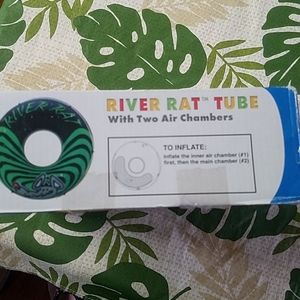 RIVER RAT
RIVER RAT™ TUBE
With Two Air Chambers
TO INFLATE:
Inflate the inner air chamber (#1)
first, then the main chamber (#2)